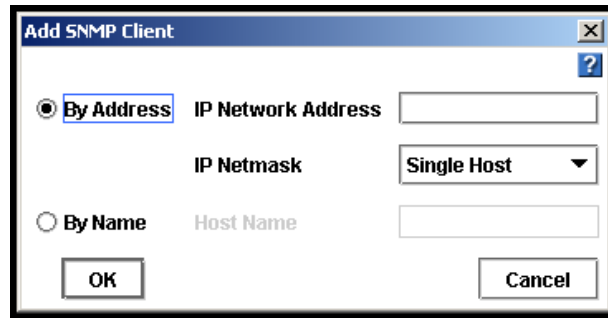 Add SNMP Client
?
By Address IP Network Address
IP Netmask Single Host
By Name Host Name
OK Cancel